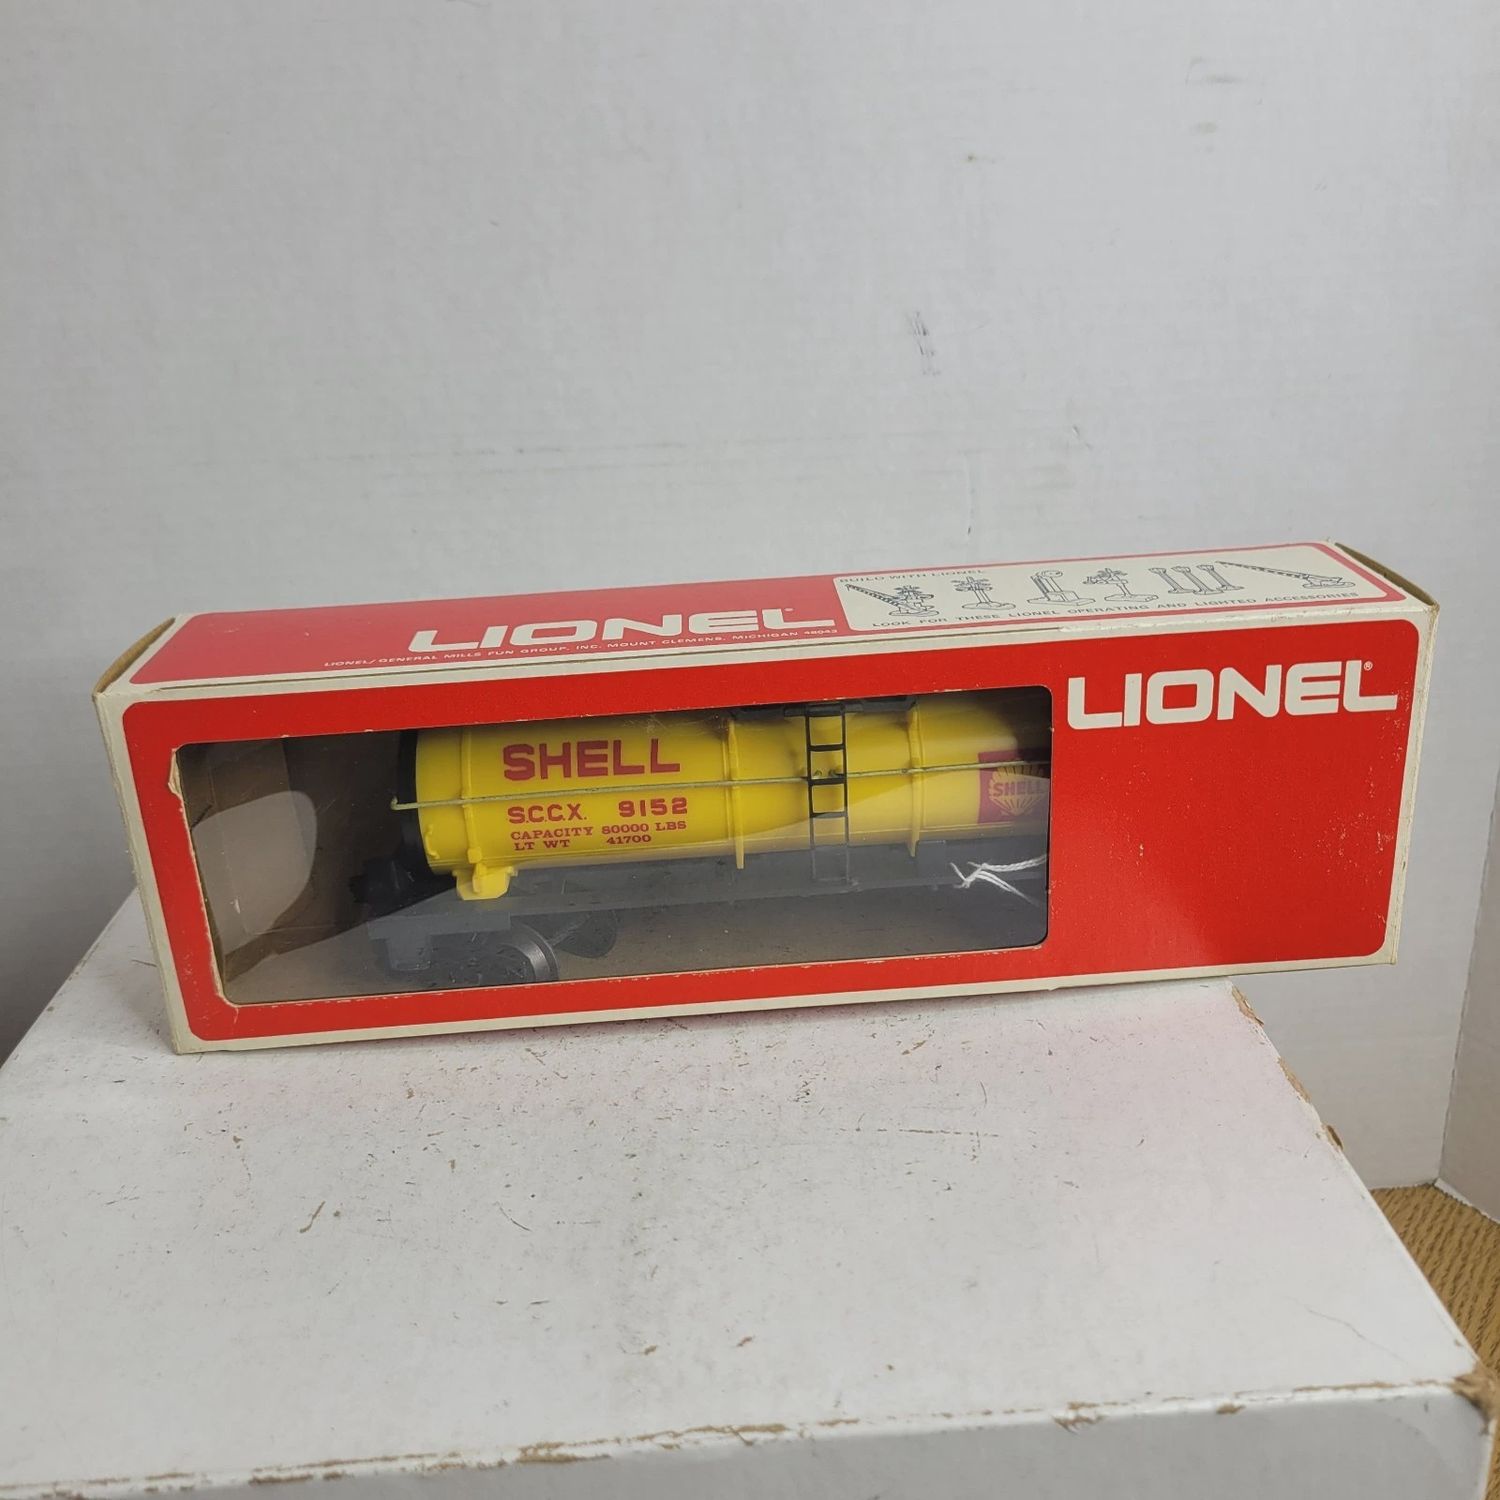 BUILD WITH LIONEL
LOOK FOR THESE LIONEL OPERATING AND LIGHTED ACCESSORIES
LIONEL
LIONEL/GENERAL MILLS FUN GROUP, INC. MOUNT CLEMENS, MICHIGAN 48043
LIONEL®
SHELL
S.C.C.X. 9152
CAPACITY 80000 LBS
LT WT 41700
SHELL